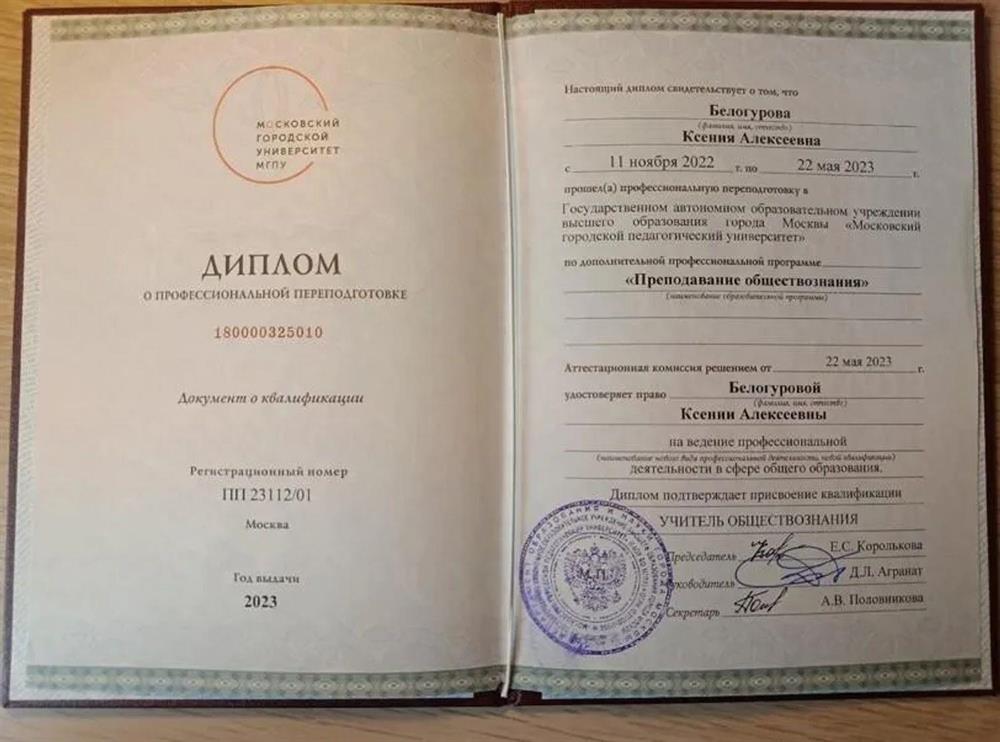 МОСКОВСКИЙ
ГОРОДСКОЙ
УНИВЕРСИТЕТ
МГПУ
ДИПЛОМ
О ПРОФЕССИОНАЛЬНОЙ ПЕРЕПОДГОТОВКЕ
180000325010
Документ о квалификации
Регистрационный номер
ПП 23112/01
Москва
Год выдачи
2023
Настоящий диплом свидетельствует о том, что
Белогурова
(фамилия, имя, отчество)
Ксения Алексеевна
с 11 ноября 2022 г. по 22 мая 2023 г.
прошел(а) профессиональную переподготовку в
Государственном автономном образовательном учреждении
высшего образования города Москвы «Московский
городской педагогический университет»
по дополнительной профессиональной программе
«Преподавание обществознания»
(наименование образовательной программы)
Аттестационная комиссия решением от 22 мая 2023 г.
удостоверяет право Белогуровой
(фамилия, имя, отчество)
Ксении Алексеевны
на ведение профессиональной
(наименование нового вида профессиональной деятельности, новой квалификации)
деятельности в сфере общего образования.
Диплом подтверждает присвоение квалификации
УЧИТЕЛЬ ОБЩЕСТВОЗНАНИЯ
Председатель Е.С. Королькова
Руководитель Д.Л. Агранат
Секретарь А.В. Половникова
М.П.